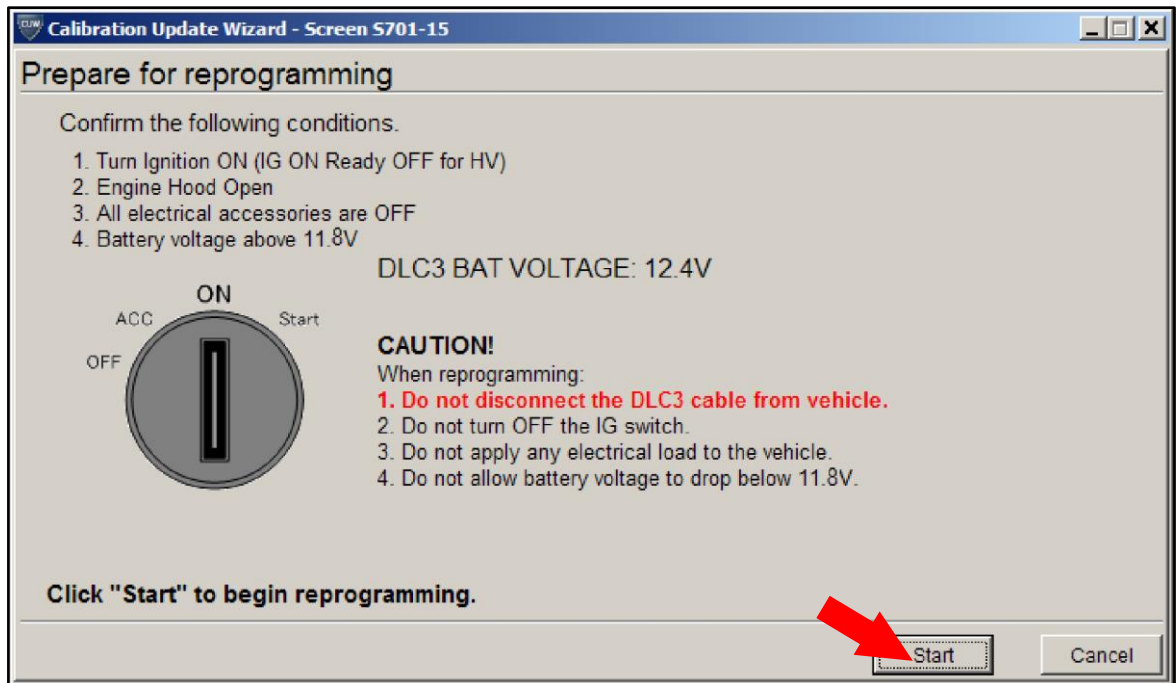 CUW Calibration Update Wizard - Screen S701-15
Prepare for reprogramming
Confirm the following conditions.
1. Turn Ignition ON (IG ON Ready OFF for HV)
2. Engine Hood Open
3. All electrical accessories are OFF
4. Battery voltage above 11.8V
DLC3 BAT VOLTAGE: 12.4V
ON
ACC
Start
OFF
CAUTION!
When reprogramming:
1. Do not disconnect the DLC3 cable from vehicle.
2. Do not turn OFF the IG switch.
3. Do not apply any electrical load to the vehicle.
4. Do not allow battery voltage to drop below 11.8V.
Click "Start" to begin reprogramming.
Start
Cancel